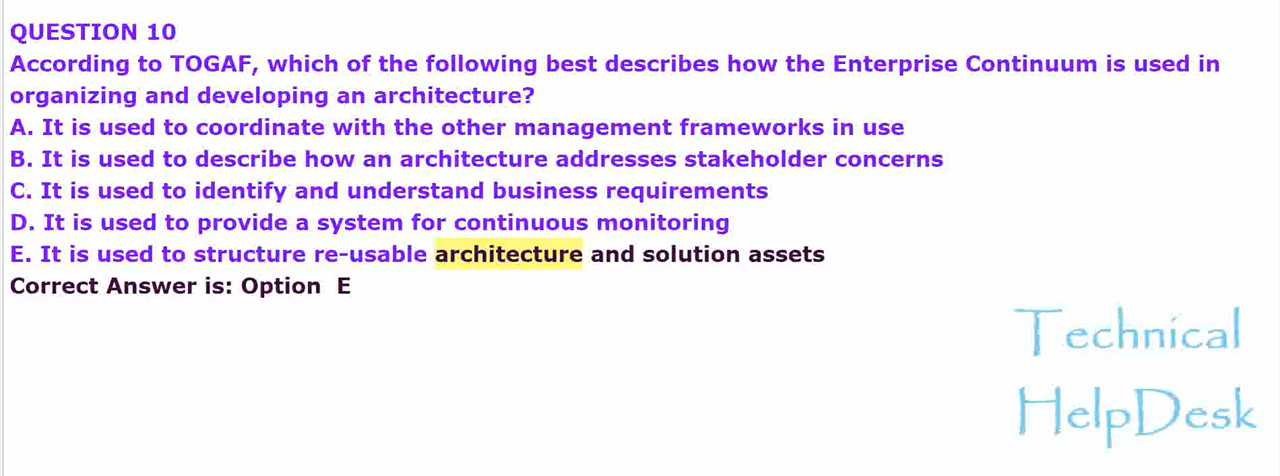 QUESTION 10
According to TOGAF, which of the following best describes how the Enterprise Continuum is used in
organizing and developing an architecture?
A. It is used to coordinate with the other management frameworks in use
B. It is used to describe how an architecture addresses stakeholder concerns
C. It is used to identify and understand business requirements
D. It is used to provide a system for continuous monitoring
E. It is used to structure re-usable architecture and solution assets
Correct Answer is: Option  E
Technical
HelpDesk